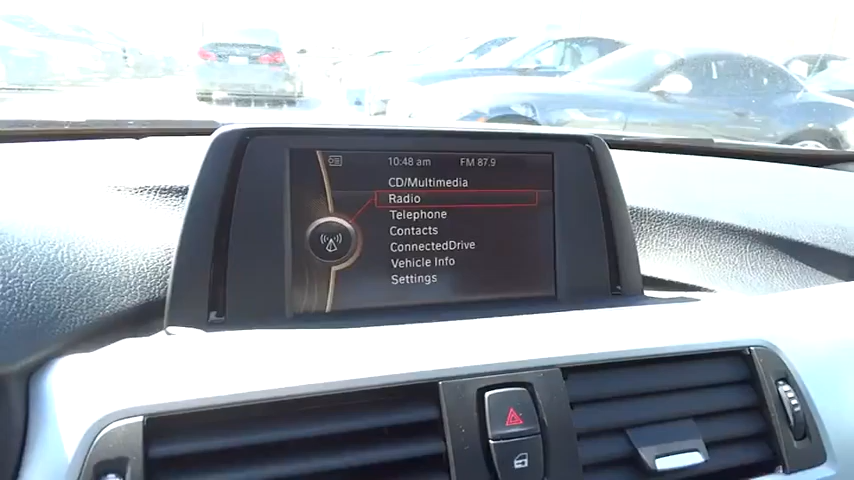 10:48 am FM 87.9
CD/Multimedia
Radio
Telephone
Contacts
ConnectedDrive
Vehicle Info
Settings